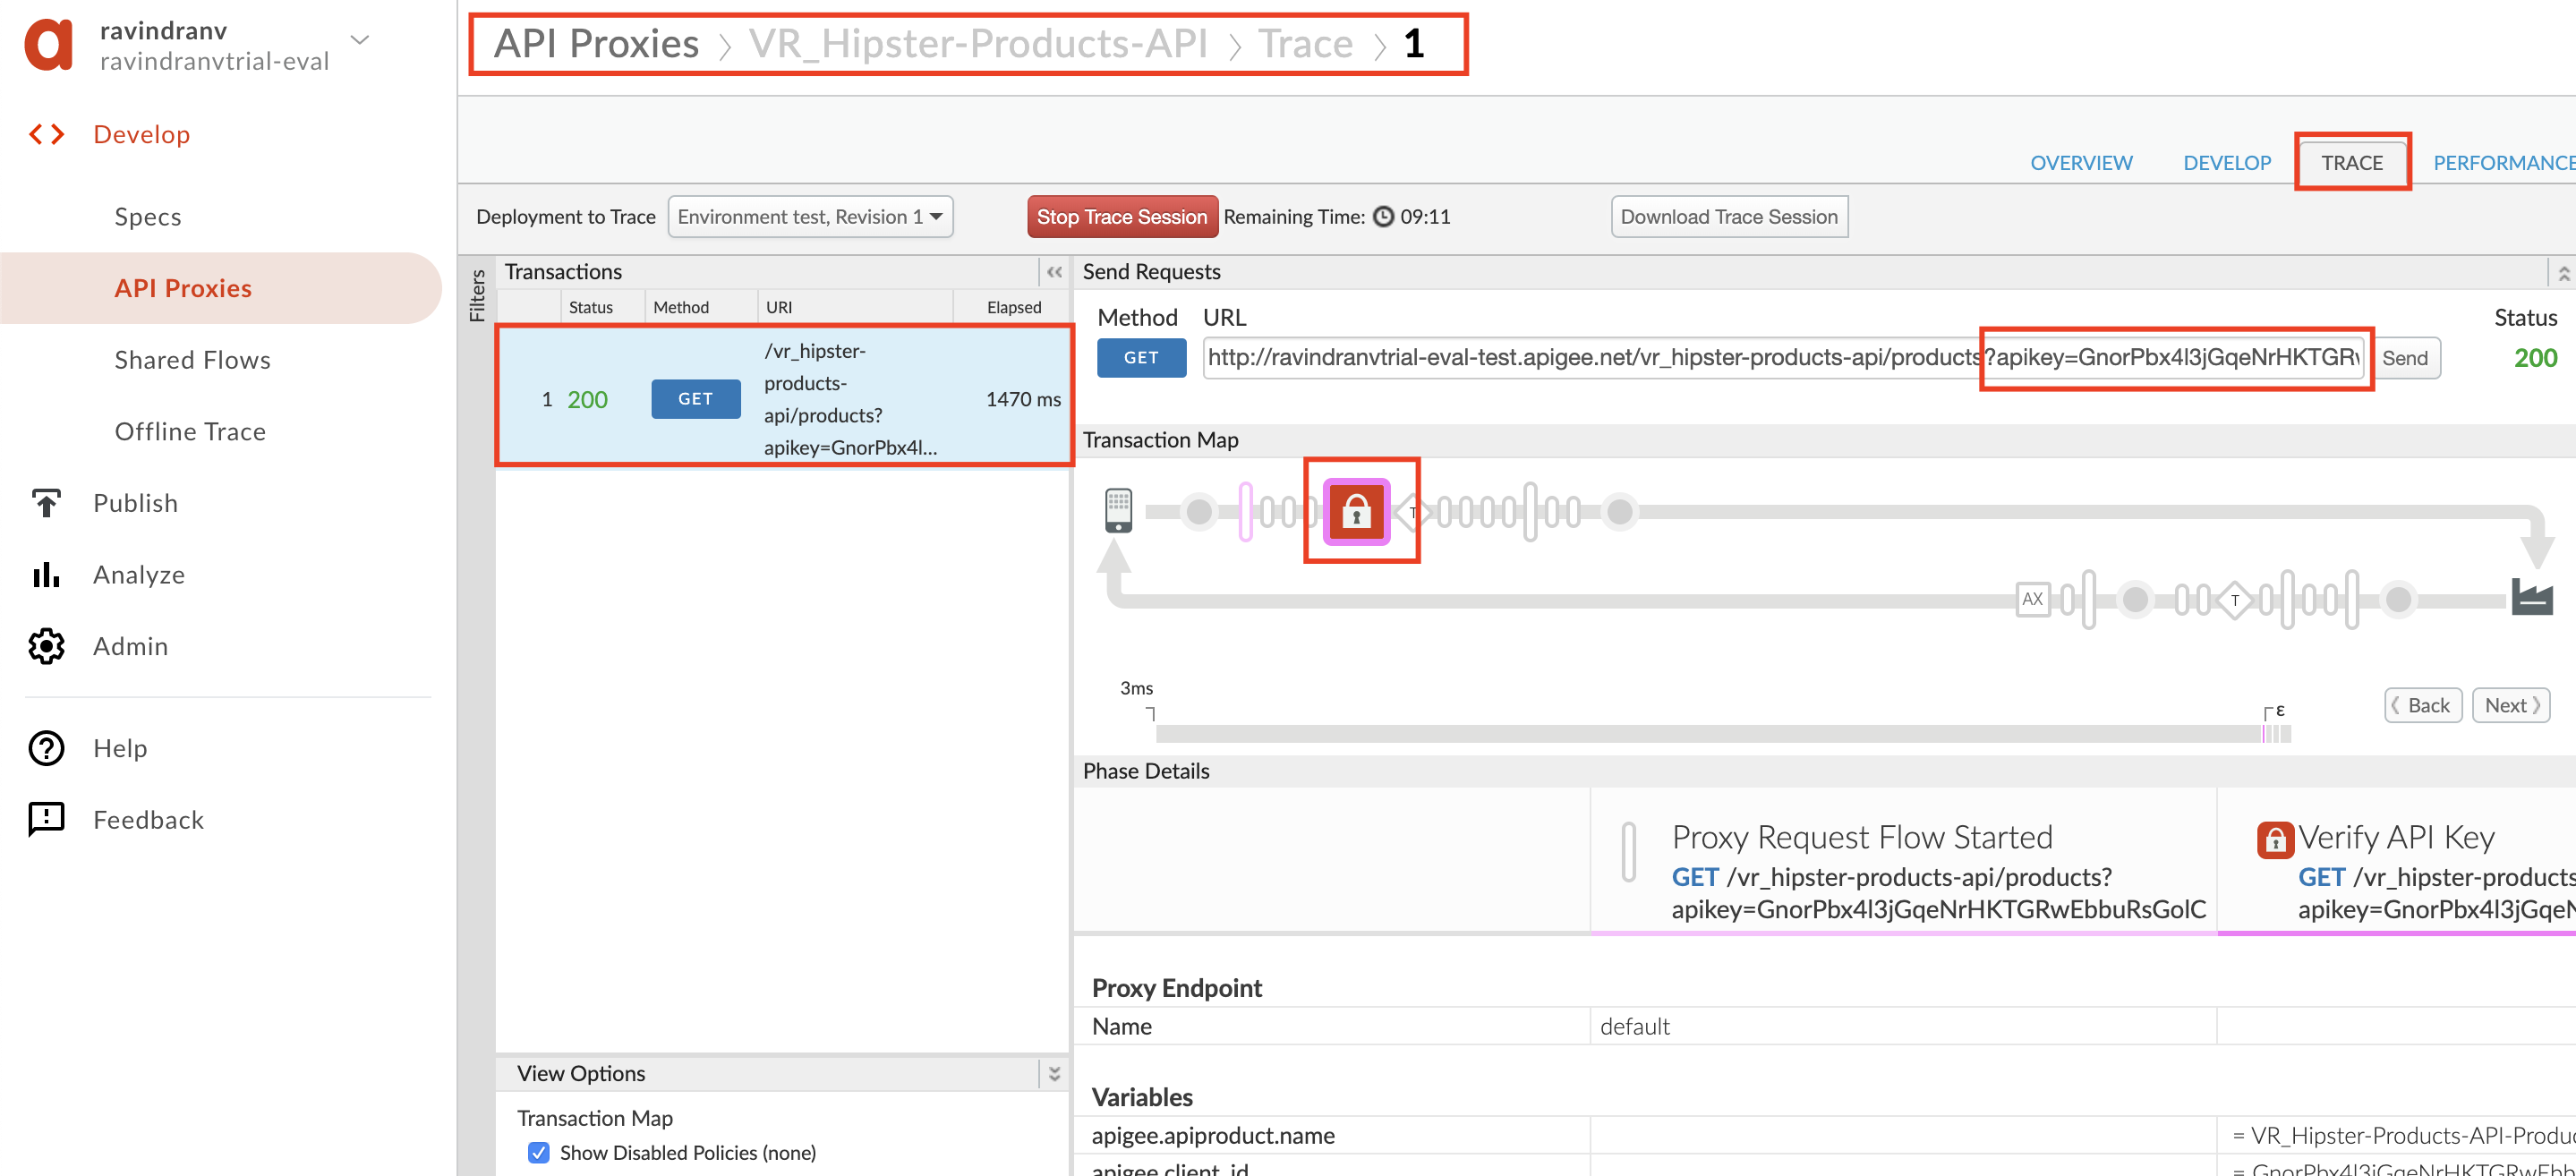 ravindranv
ravindranvtrial-eval
Develop
Specs
API Proxies
Shared Flows
Offline Trace
Publish
Analyze
Admin
Help
Feedback
API Proxies > VR_Hipster-Products-API > Trace > 1
OVERVIEW DEVELOP TRACE PERFORMANCE
Deployment to Trace Environment test, Revision 1 Stop Trace Session Remaining Time: 09:11 Download Trace Session
Filters
Transactions
Status Method URI Elapsed
1 200 GET /vr_hipster-
products-
api/products?
apikey=GnorPbx4l...
1470 ms
View Options
Transaction Map
Show Disabled Policies (none)
Send Requests
Method URL Status
GET http://ravindranvtrial-eval-test.apigee.net/vr_hipster-products-api/products?apikey=GnorPbx4l3jGqeNrHKTGRw Send 200
Transaction Map
T
AX T
3ms
ε
Back Next
Phase Details
Proxy Request Flow Started
GET /vr_hipster-products-api/products?
apikey=GnorPbx4l3jGqeNrHKTGRwEbbuRsGolC
Verify API Key
GET /vr_hipster-products
apikey=GnorPbx4l3jGqeN
Proxy Endpoint
Name default
Variables
apigee.apiproduct.name = VR_Hipster-Products-API-Produc
apigee.client_id = GnorPbx4l3jGqeNrHKTGRwEbb